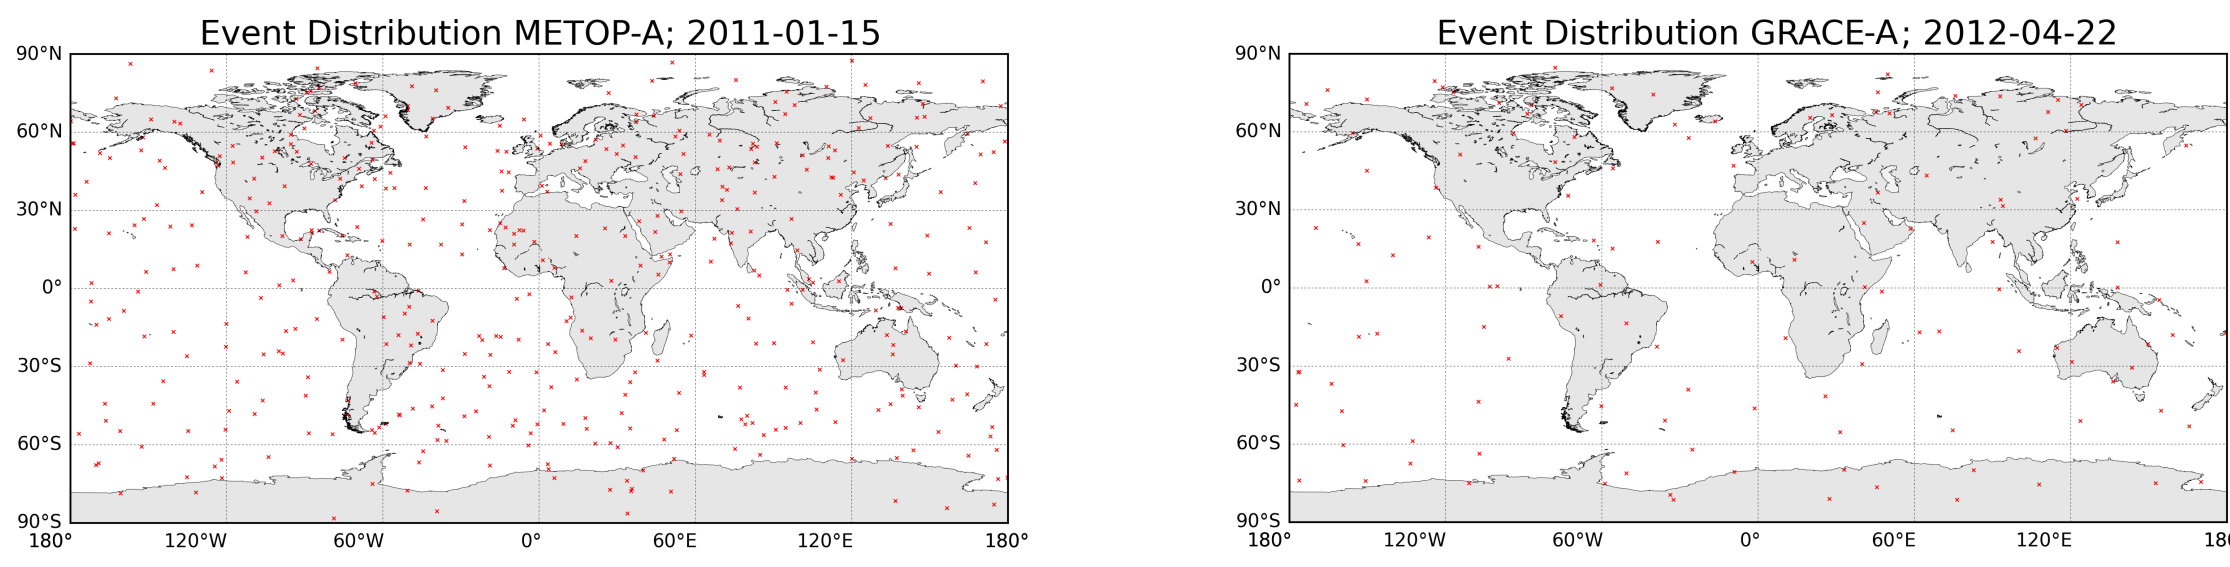 Event Distribution METOP-A; 2011-01-15
90°N
60°N
30°N
0°
30°S
60°S
90°S
180° 120°W 60°W 0° 60°E 120°E 180°
Event Distribution GRACE-A; 2012-04-22
90°N
60°N
30°N
0°
30°S
60°S
90°S
180° 120°W 60°W 0° 60°E 120°E